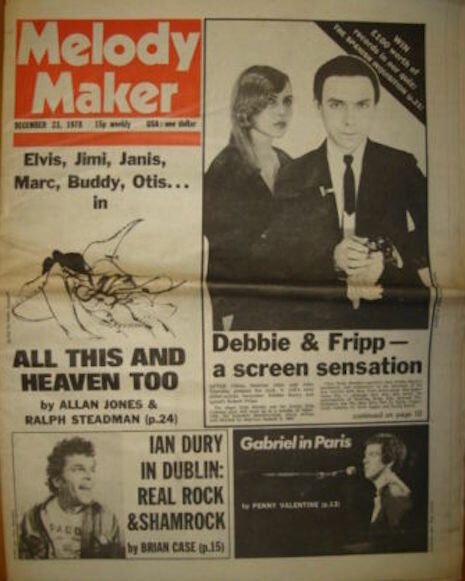 Melody
Maker
DECEMBER 23, 1978 15p weekly USA: one dollar
WIN
£100 worth of
records in our quiz:
Elvis, Jimi, Janis,
Marc, Buddy, Otis...
in
ALL THIS AND
HEAVEN TOO
by ALLAN JONES &
RALPH STEADMAN (p.24)
Debbie & Fripp —
a screen sensation
continued on page 10
IAN DURY
IN DUBLIN:
REAL ROCK
& SHAMROCK
by BRIAN CASE (p.15)
Gabriel in Paris
by PENNY VALENTINE (p.13)